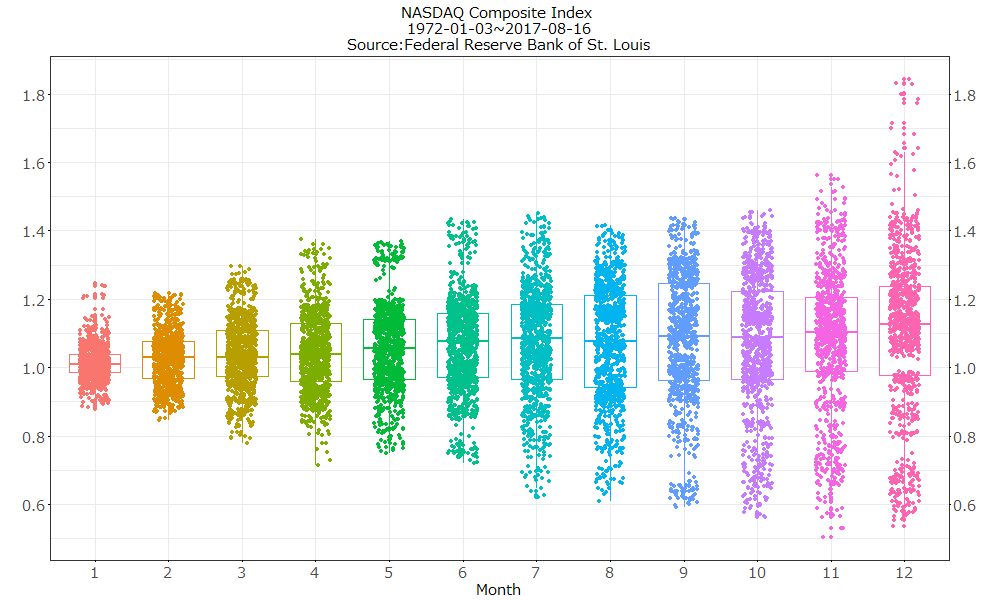 NASDAQ Composite Index
1972-01-03~2017-08-16
Source:Federal Reserve Bank of St. Louis
1.8 1.8
1.6 1.6
1.4 1.4
1.2 1.2
1.0 1.0
0.8 0.8
0.6 0.6
1 2 3 4 5 6 7 8 9 10 11 12
Month